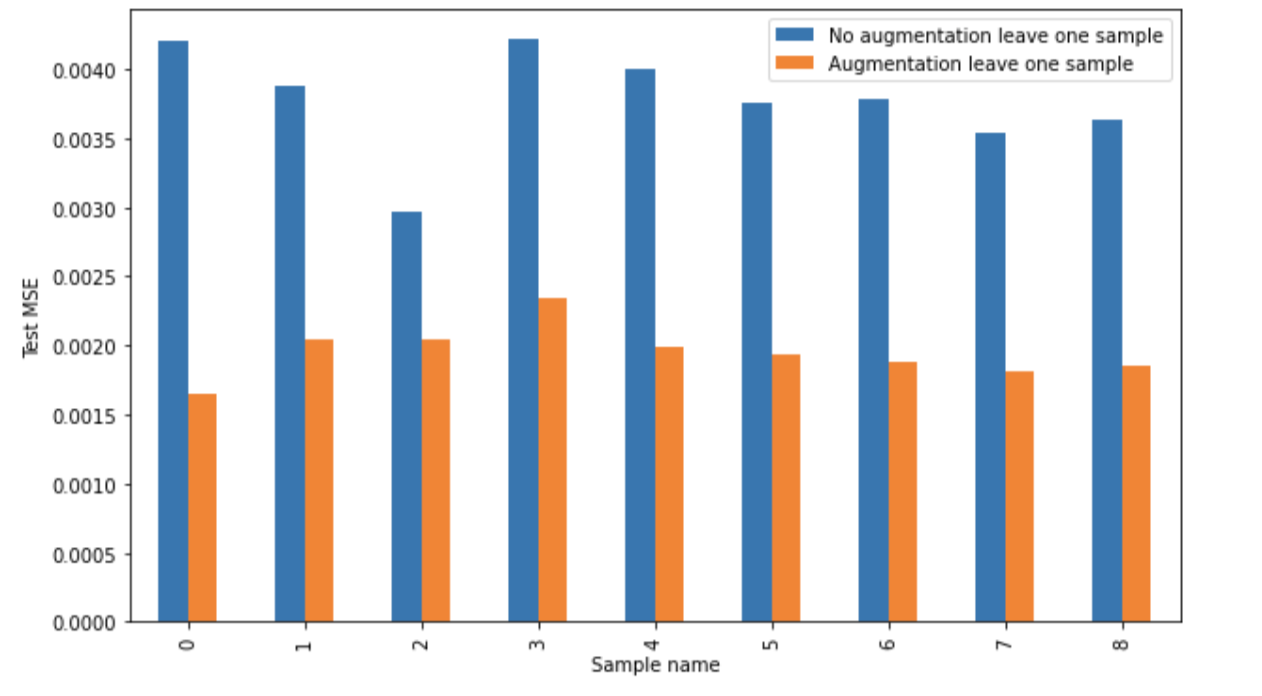 No augmentation leave one sample
Augmentation leave one sample
0.0040
0.0035
0.0030
0.0025
0.0020
0.0015
0.0010
0.0005
0.0000
Test MSE
0 1 2 3 4 5 6 7 8
Sample name